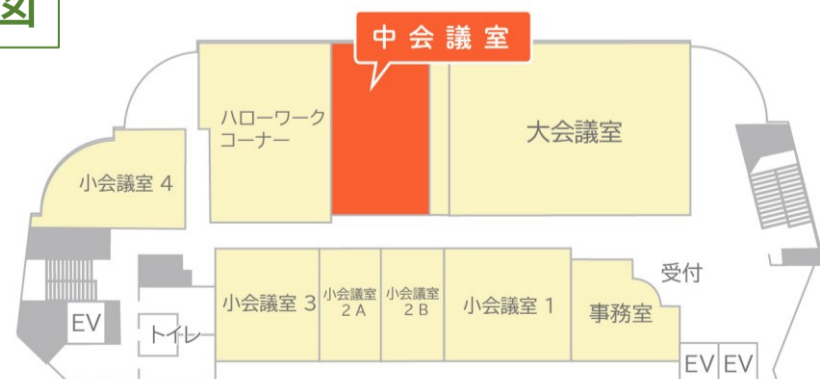 図
中会議室
ハローワーク
コーナー
大会議室
小会議室 4
小会議室 3
小会議室
2 A
小会議室
2 B
小会議室 1
事務室
受付
EV
トイレ
EV EV